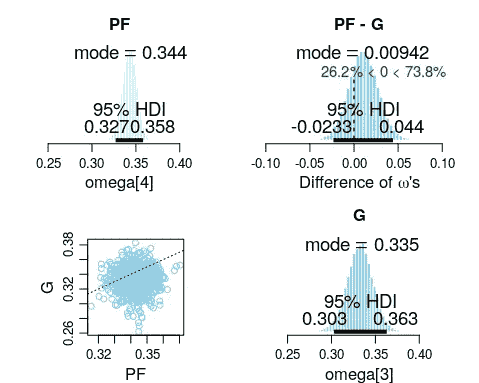 PF
mode = 0.344
95% HDI
0.327 0.358
0.25 0.30 0.35 0.40
omega[4]
PF - G
mode = 0.00942
26.2% < 0 < 73.8%
95% HDI
-0.0233 0.044
-0.10 -0.05 0.00 0.05 0.10
Difference of ω's
0.38
0.32
0.26
G
0.32 0.35
PF
G
mode = 0.335
95% HDI
0.303 0.363
0.25 0.30 0.35 0.40
omega[3]